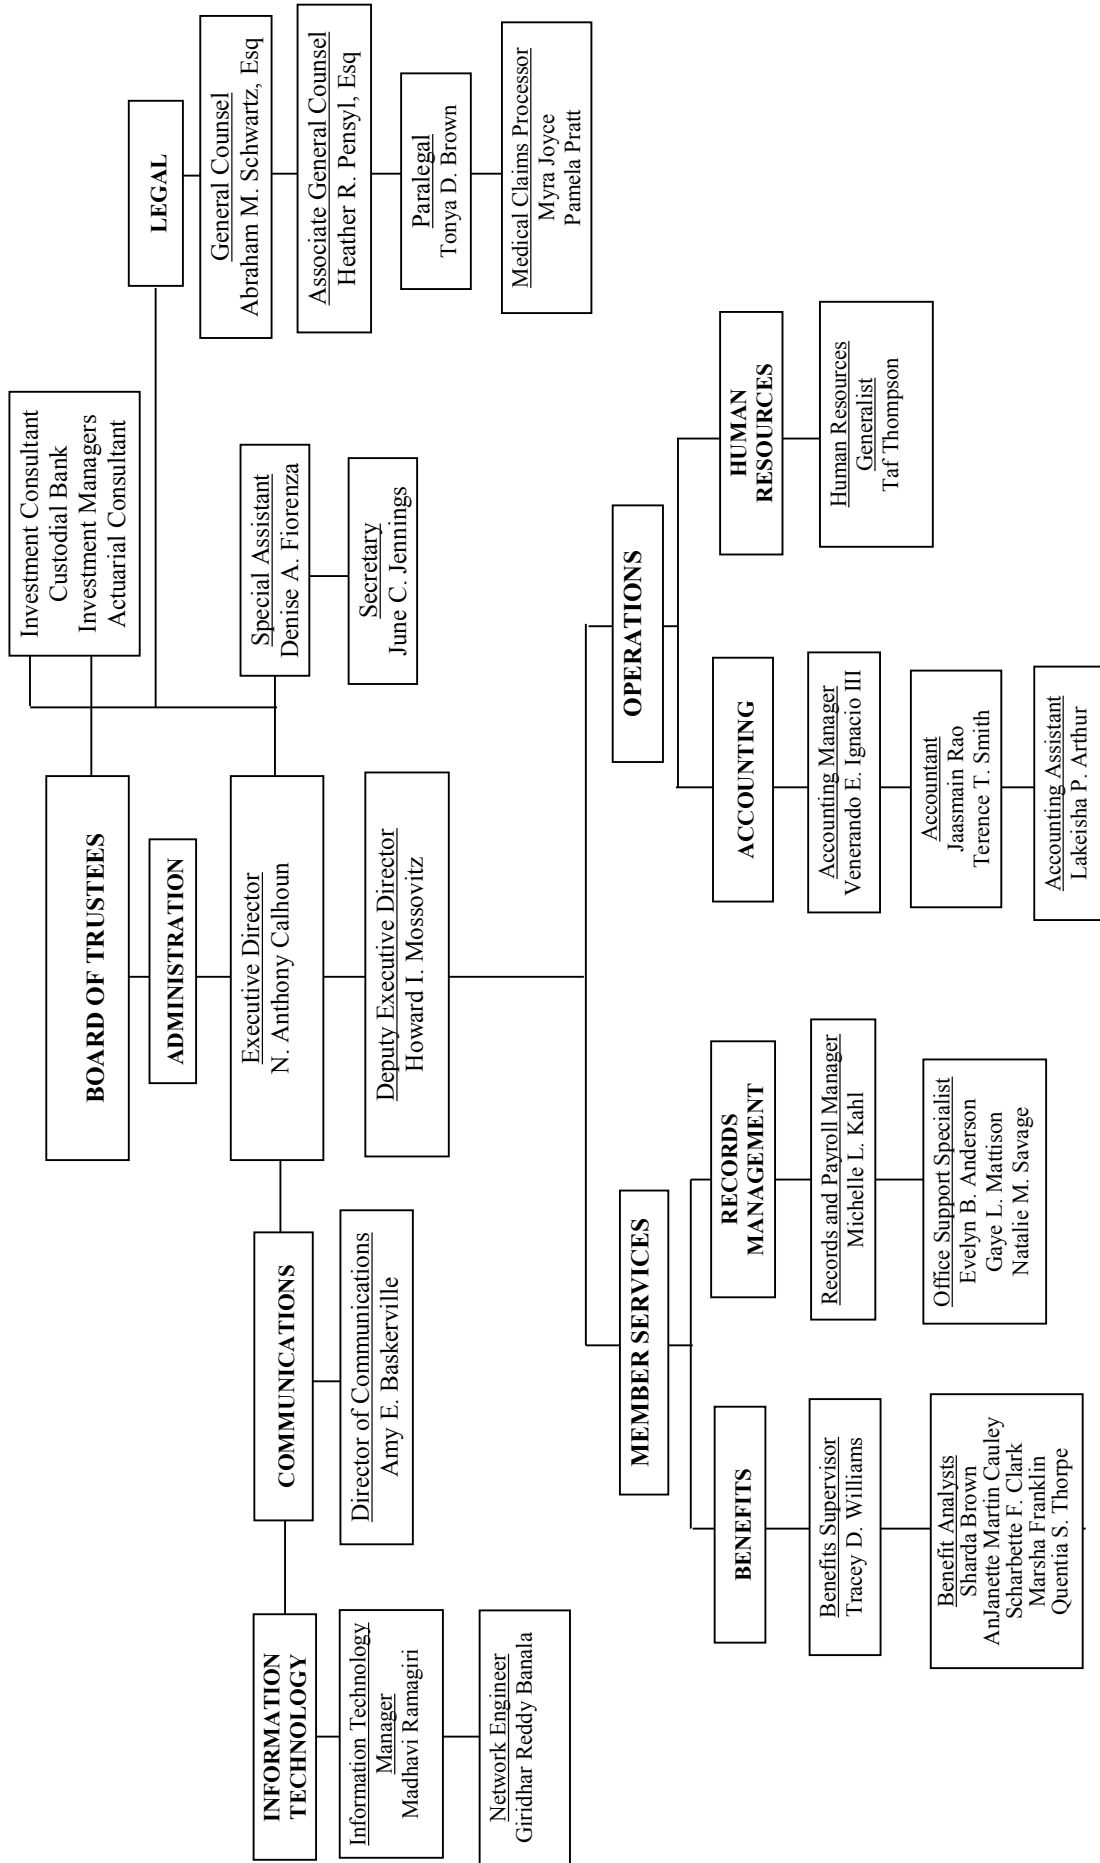 Investment Consultant
Custodial Bank
Investment Managers
Actuarial Consultant
BOARD OF TRUSTEES
ADMINISTRATION
LEGAL
General Counsel
Abraham M. Schwartz, Esq
Associate General Counsel
Heather R. Pensyl, Esq
Paralegal
Tonya D. Brown
Medical Claims Processor
Myra Joyce
Pamela Pratt
Executive Director
N. Anthony Calhoun
Special Assistant
Denise A. Fiorenza
Secretary
June C. Jennings
Deputy Executive Director
Howard I. Mossovitz
INFORMATION
TECHNOLOGY
Information Technology
Manager
Madhavi Ramagiri
Network Engineer
Giridhar Reddy Banala
COMMUNICATIONS
Director of Communications
Amy E. Baskerville
MEMBER SERVICES
BENEFITS
Benefits Supervisor
Tracey D. Williams
Benefit Analysts
Sharda Brown
AnJanette Martin Cauley
Scharbette F. Clark
Marsha Franklin
Quentia S. Thorpe
RECORDS
MANAGEMENT
Records and Payroll Manager
Michelle L. Kahl
Office Support Specialist
Evelyn B. Anderson
Gaye L. Mattison
Natalie M. Savage
OPERATIONS
ACCOUNTING
Accounting Manager
Venerando E. Ignacio III
Accountant
Jaasmain Rao
Terence T. Smith
Accounting Assistant
Lakeisha P. Arthur
HUMAN
RESOURCES
Human Resources
Generalist
Taf Thompson